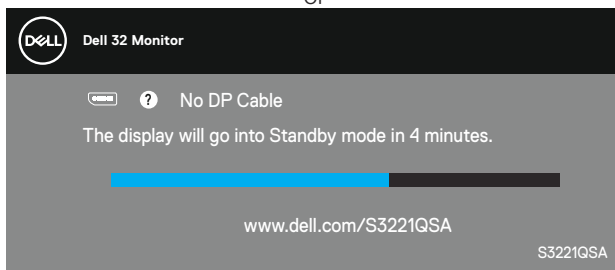 or
DELL
Dell 32 Monitor
? No DP Cable
The display will go into Standby mode in 4 minutes.
www.dell.com/S3221QSA
S3221QSA